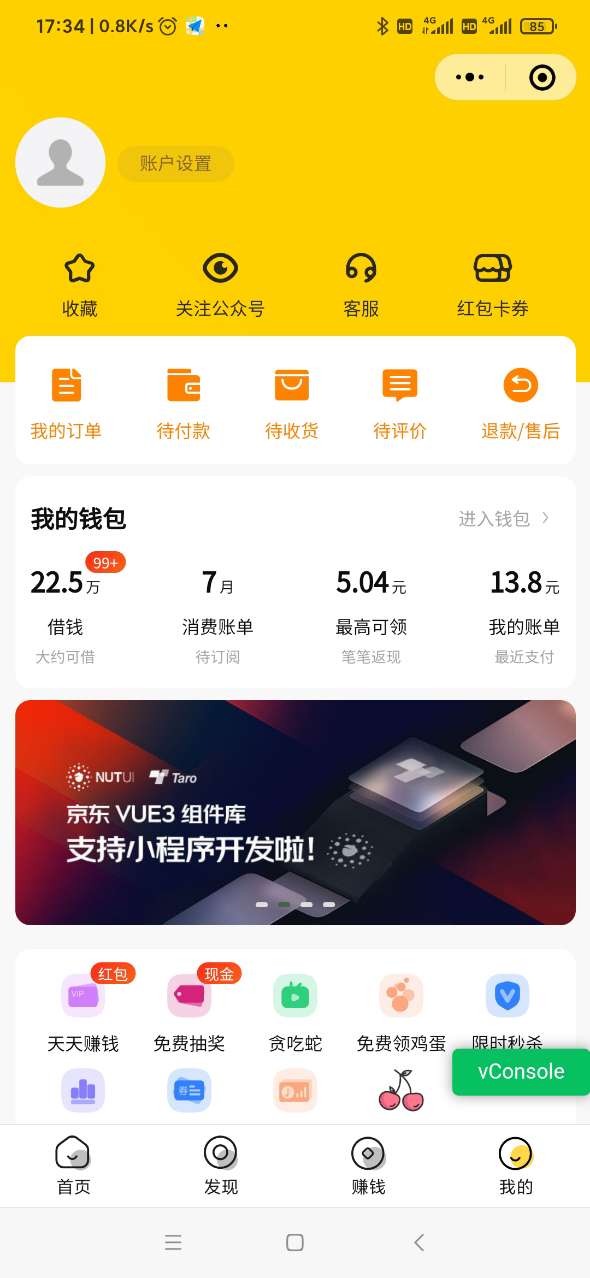 17:34 | 0.8K/s
HD 4G HD 4G 85
账户设置
收藏 关注公众号 客服 红包卡券
我的订单 待付款 待收货 待评价 退款/售后
我的钱包 进入钱包
99+
22.5万 7月 5.04元 13.8元
借钱 消费账单 最高可领 我的账单
大约可借 待订阅 笔笔返现 最近支付
NUTUI Taro
京东 VUE3 组件库
支持小程序开发啦!
红包 现金
VIP
天天赚钱 免费抽奖 贪吃蛇 免费领鸡蛋 限时秒杀
vConsole
券
首页 发现 赚钱 我的